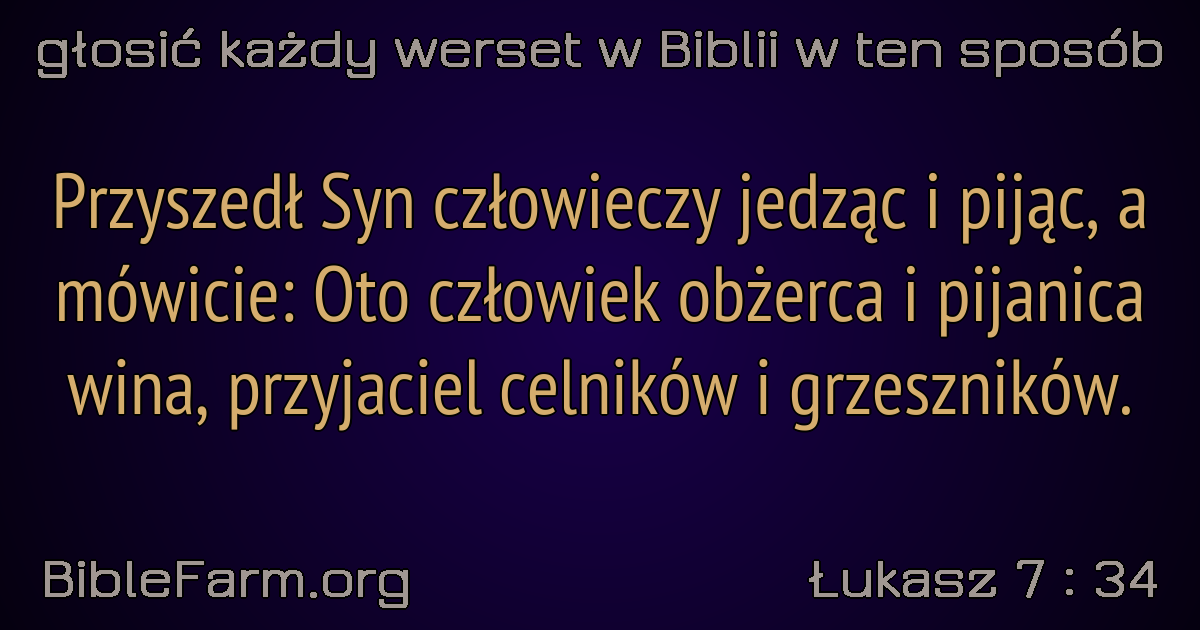 głosić każdy werset w Biblii w ten sposób
Przyszedł Syn człowieczy jedząc i pijąc, a
mówicie: Oto człowiek obżerca i pijanica
wina, przyjaciel celników i grzeszników.
BibleFarm.org
Łukasz 7 : 34